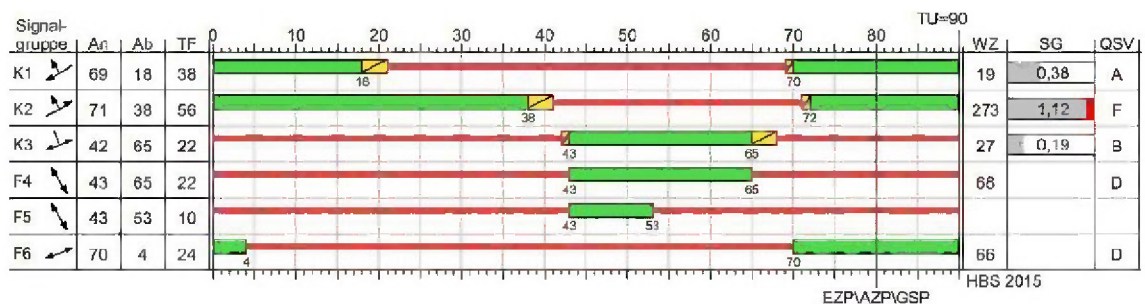 TU=90
Signal-
gruppe An Ab TF 0 10 20 30 40 50 60 70 80 WZ SG QSV
K1 69 18 38 18 70 19 0,38 A
K2 71 38 56 38 72 273 1,12 F
K3 42 65 22 43 65 27 0,19 B
F4 43 65 22 43 65 68 D
F5 43 53 10 43 53
F6 70 4 24 4 70 66 D
HBS 2015
EZP\AZP\GSP